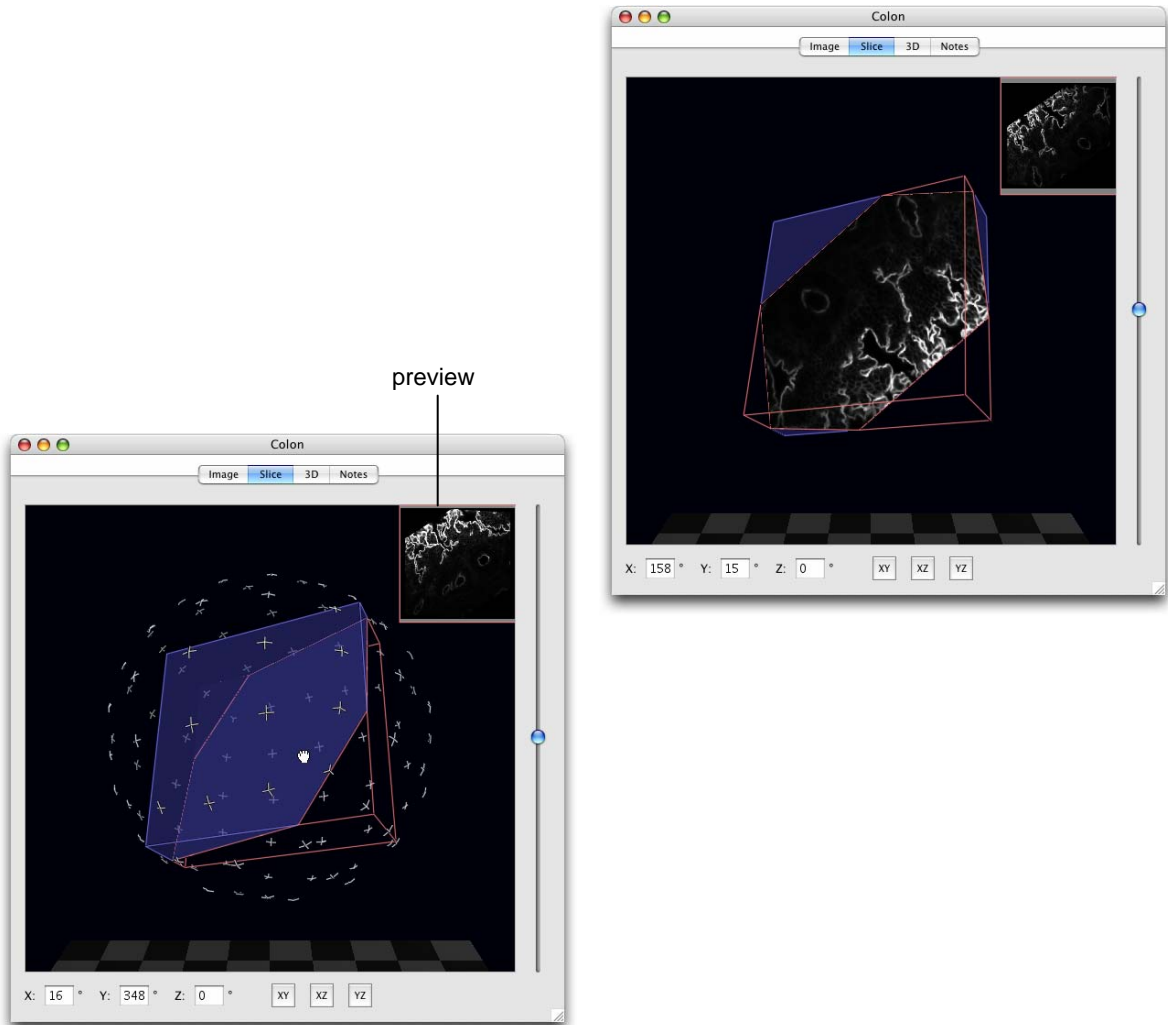 Colon
Image Slice 3D Notes
X: 158 ° Y: 15 ° Z: 0 ° XY XZ YZ
preview
Colon
Image Slice 3D Notes
X: 16 ° Y: 348 ° Z: 0 ° XY XZ YZ